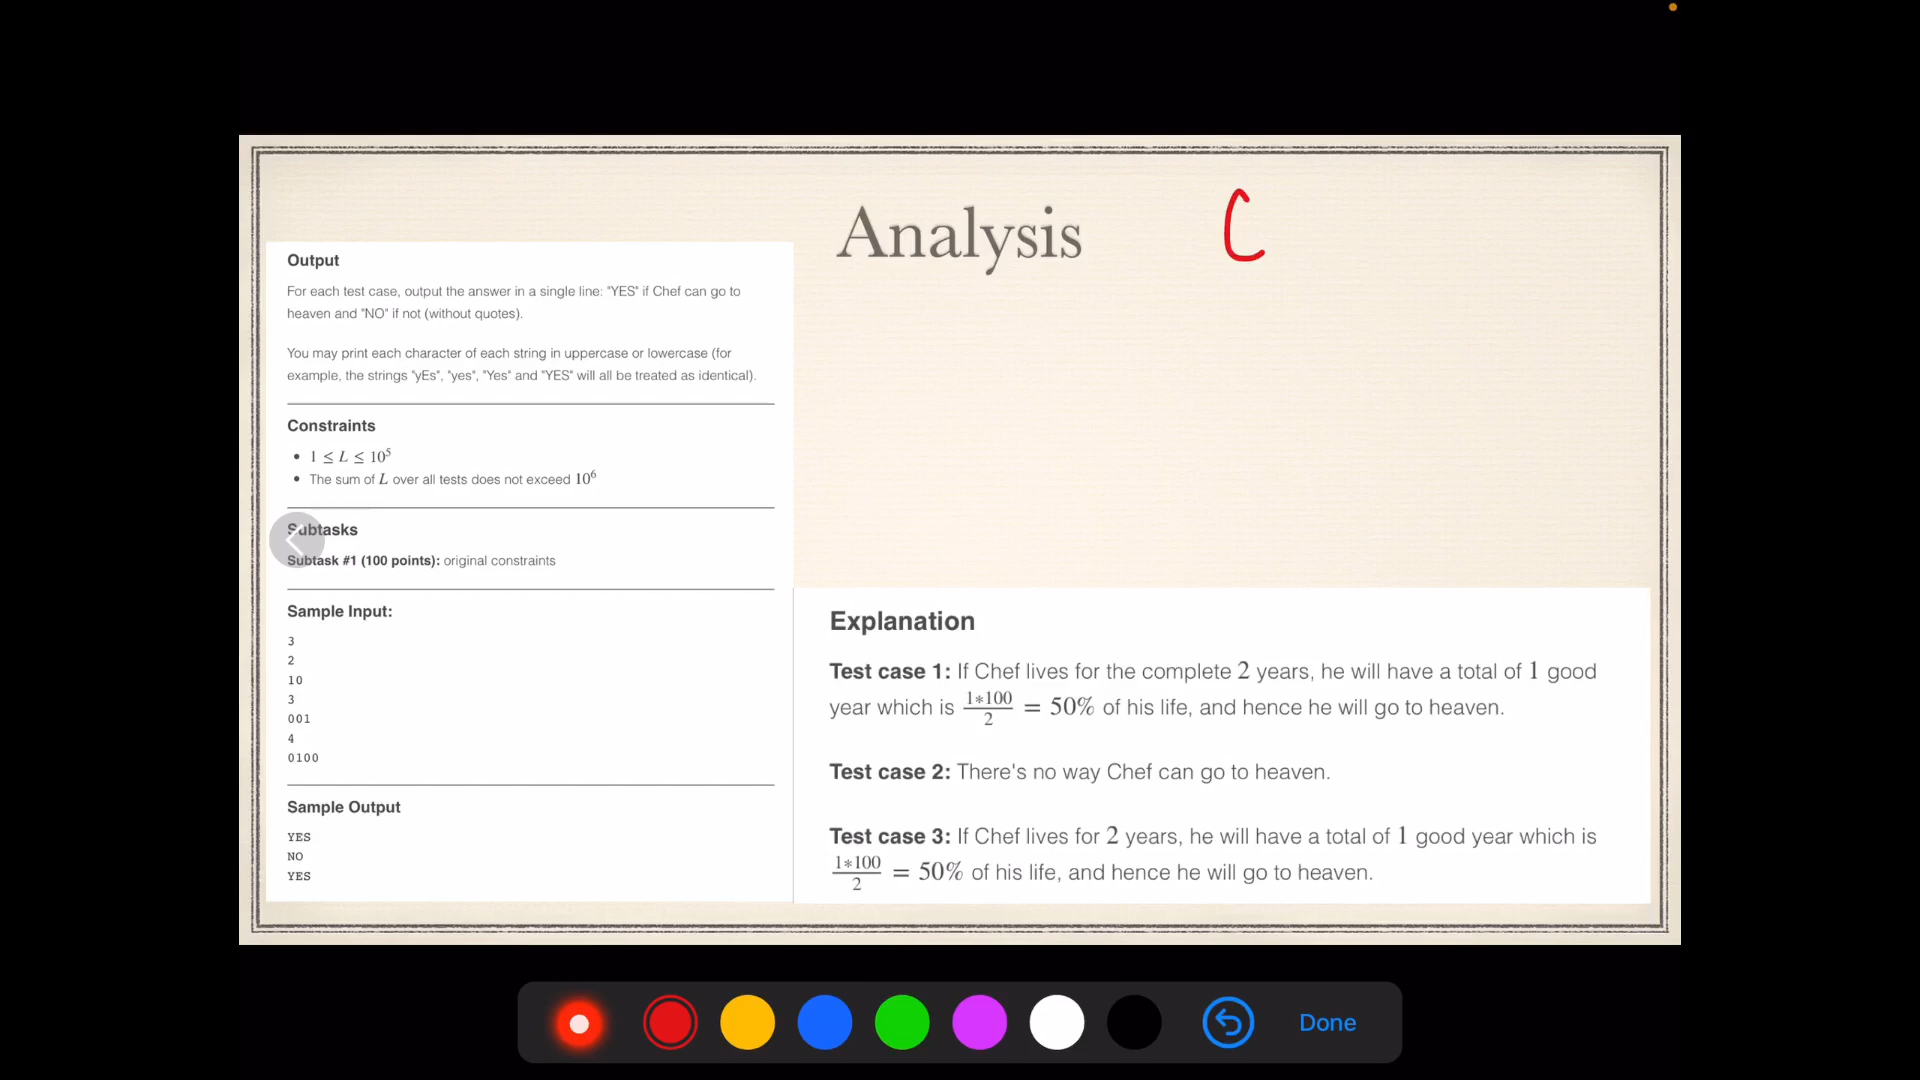 Analysis
C
Output
For each test case, output the answer in a single line: "YES" if Chef can go to
heaven and "NO" if not (without quotes).
You may print each character of each string in uppercase or lowercase (for
example, the strings "yEs", "yes", "Yes" and "YES" will all be treated as identical).
Constraints
• 1 ≤ L ≤ 10⁵
• The sum of L over all tests does not exceed 10⁶
Subtasks
Subtask #1 (100 points): original constraints
Sample Input:
3
2
10
3
001
4
0100
Sample Output
YES
NO
YES
Explanation
Test case 1: If Chef lives for the complete 2 years, he will have a total of 1 good
year which is 1*100/2 = 50% of his life, and hence he will go to heaven.
Test case 2: There's no way Chef can go to heaven.
Test case 3: If Chef lives for 2 years, he will have a total of 1 good year which is
1*100/2 = 50% of his life, and hence he will go to heaven.
Done